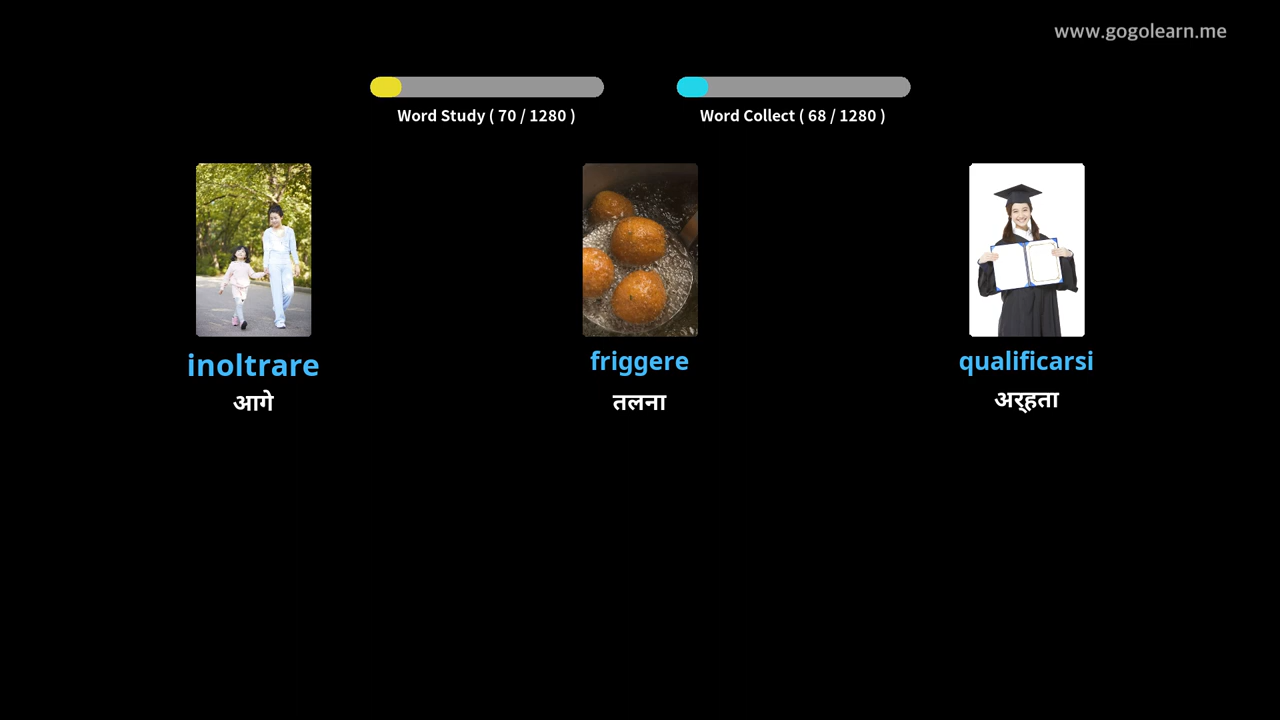 www.gogolearn.me
Word Study ( 70 / 1280 )
Word Collect ( 68 / 1280 )
inoltrare
आगे
friggere
तलना
qualificarsi
अर्हता